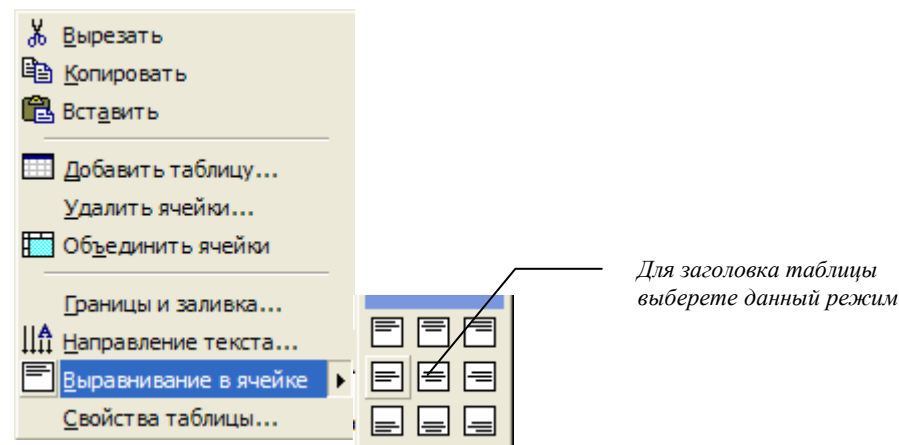 Вырезать
Копировать
Вставить
Добавить таблицу...
Удалить ячейки...
Объединить ячейки
Границы и заливка...
Направление текста...
Выравнивание в ячейке
Свойства таблицы...
Для заголовка таблицы
выберете данный режим